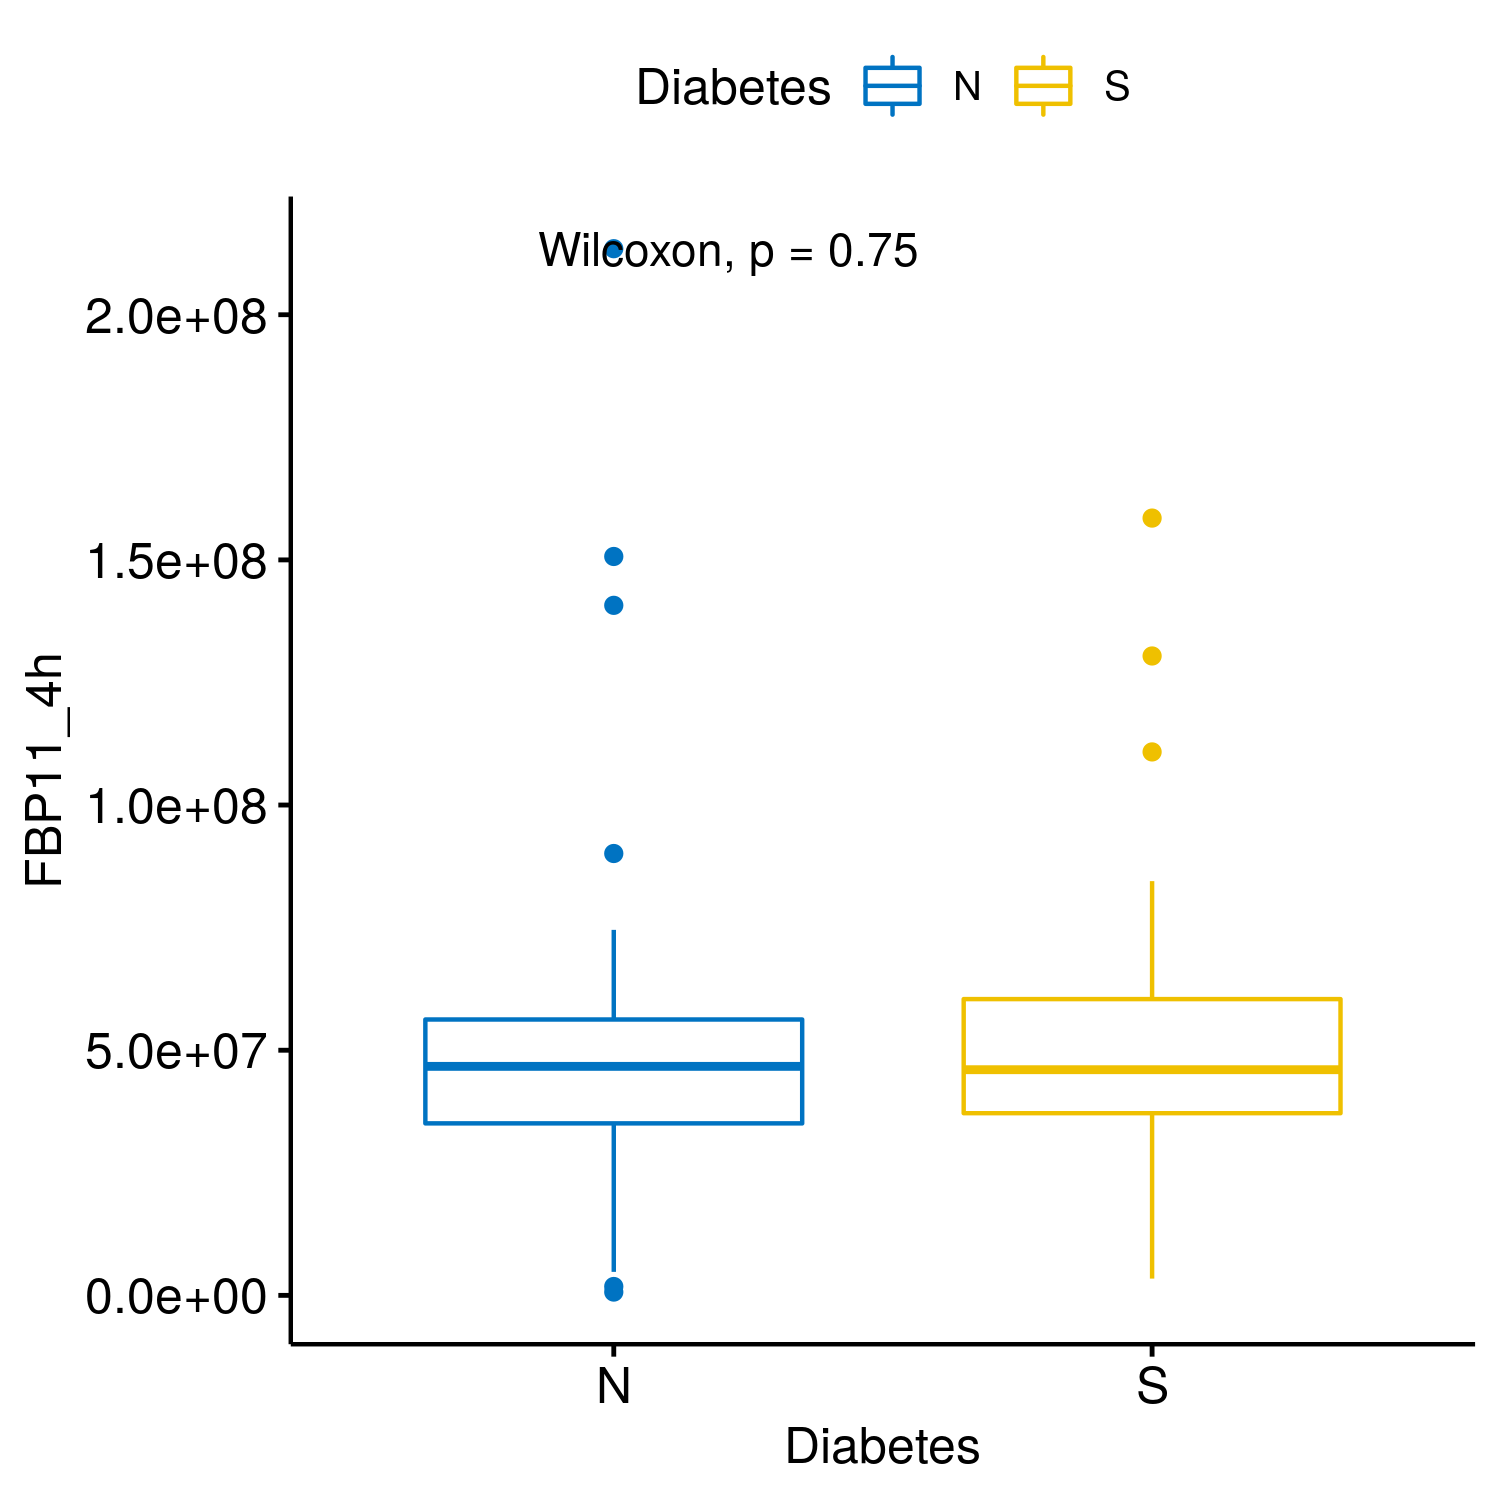 Diabetes N S
Wilcoxon, p = 0.75
2.0e+08
1.5e+08
1.0e+08
5.0e+07
0.0e+00
FBP11_4h
N S
Diabetes